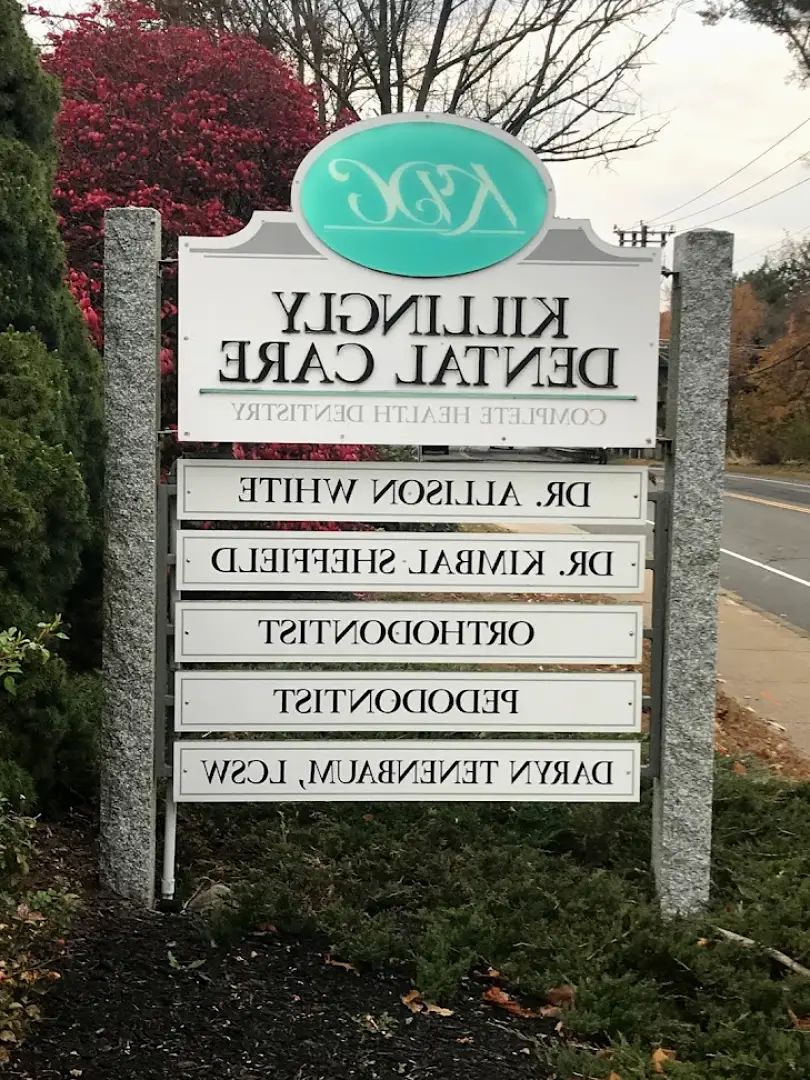 KDC
KILLINGLY
DENTAL CARE
COMPLETE HEALTH DENTISTRY
DR. ALLISON WHITE
DR. KIMBAL SHEFFIELD
ORTHODONTIST
PEDODONTIST
DARYN TENENBAUM, LCSW